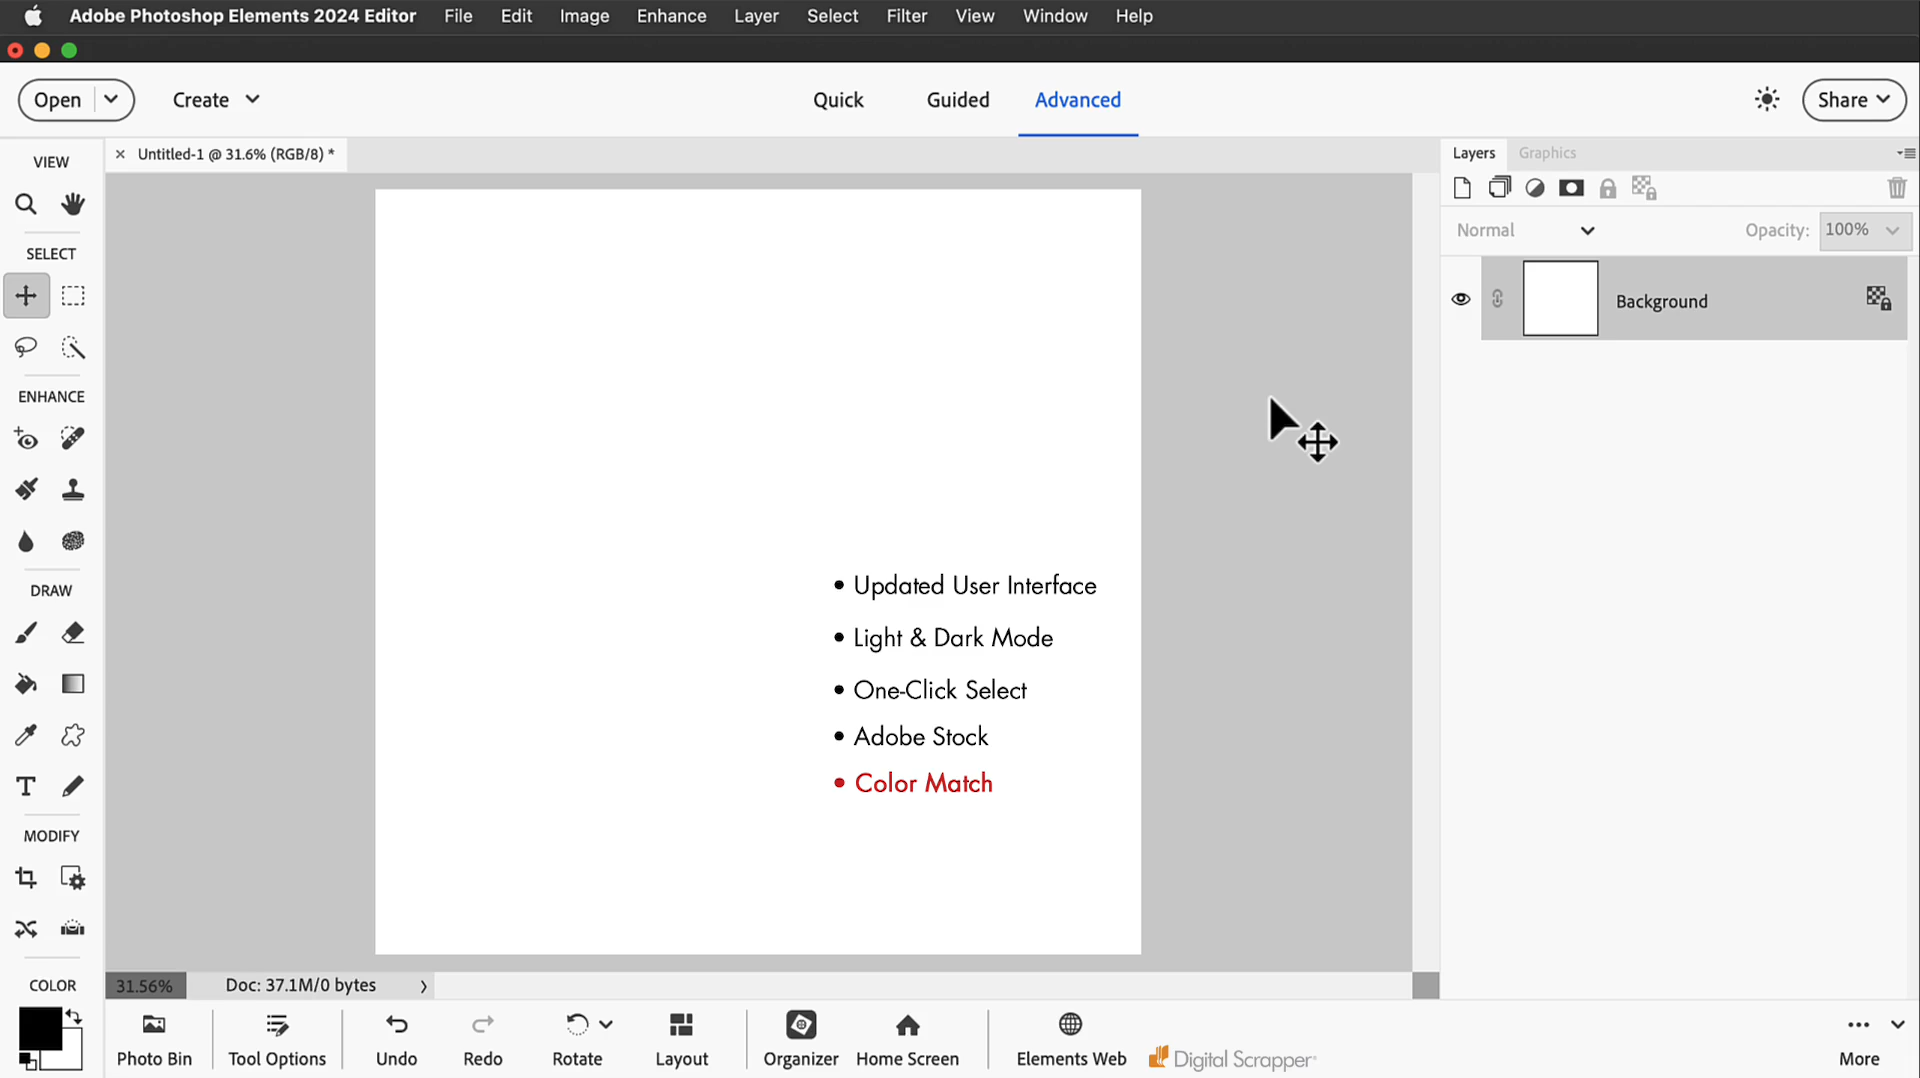 Adobe Photoshop Elements 2024 Editor File Edit Image Enhance Layer Select Filter View Window Help
Open Create Quick Guided Advanced Share
VIEW
× Untitled-1 @ 31.6% (RGB/8) *
Layers Graphics
Normal Opacity: 100%
SELECT
Background
ENHANCE
DRAW
• Updated User Interface
• Light & Dark Mode
• One-Click Select
• Adobe Stock
• Color Match
T
MODIFY
COLOR
31.56% Doc: 37.1M/0 bytes
Photo Bin Tool Options Undo Redo Rotate Layout Organizer Home Screen Elements Web Digital Scrapper More